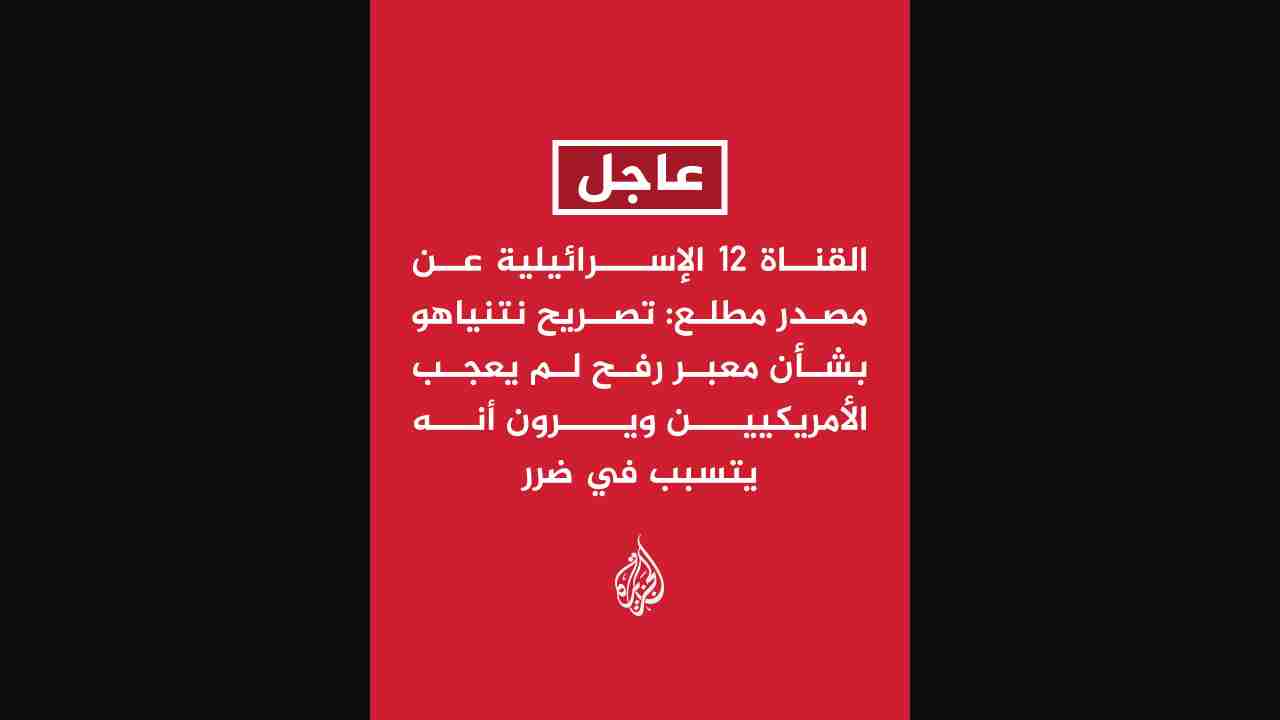 عاجل
القناة 12 الإسرائيلية عن
مصدر مطلع: تصريح نتنياهو
بشأن معبر رفح لم يعجب
الأمريكيين ويرون أنه
يتسبب في ضرر
الجزيرة